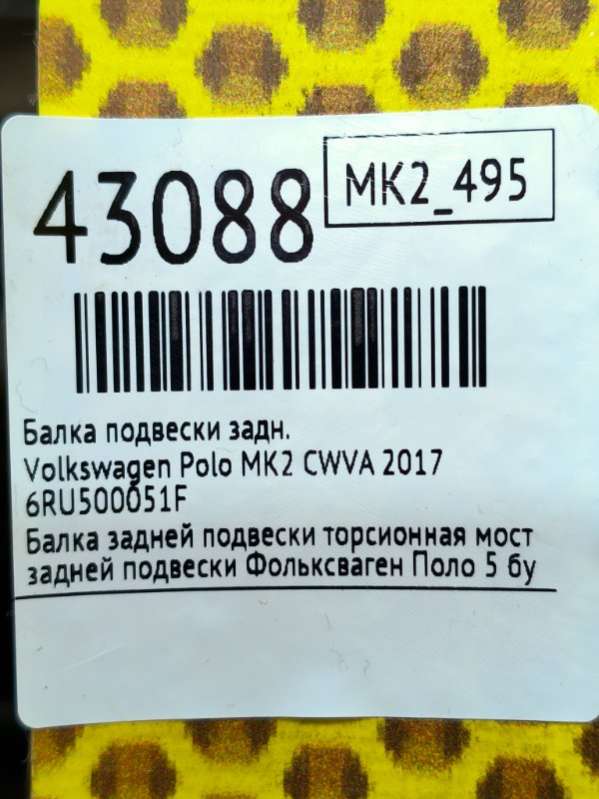 43088
MK2_495
Балка подвески задн.
Volkswagen Polo MK2 CWVA 2017
6RU500051F
Балка задней подвески торсионная мост
задней подвески Фольксваген Поло 5 бу